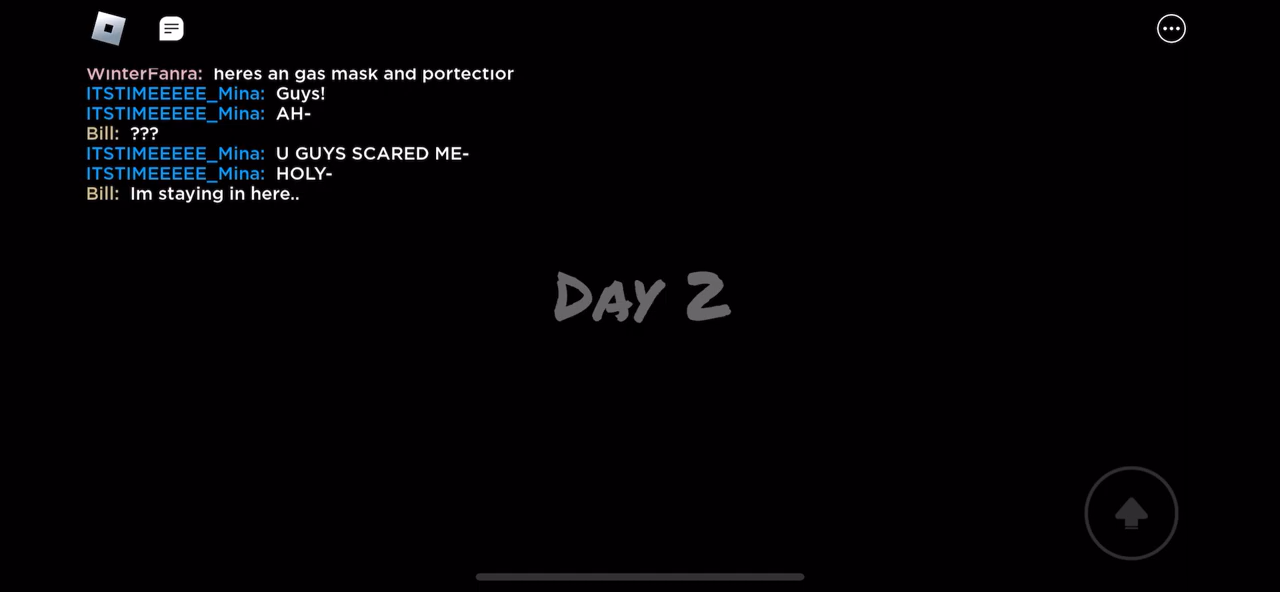 WinterFanra: heres an gas mask and portectior
ITSTIMEEEEE_Mina: Guys!
ITSTIMEEEEE_Mina: AH-
Bill: ???
ITSTIMEEEEE_Mina: U GUYS SCARED ME-
ITSTIMEEEEE_Mina: HOLY-
Bill: Im staying in here..
DAY 2